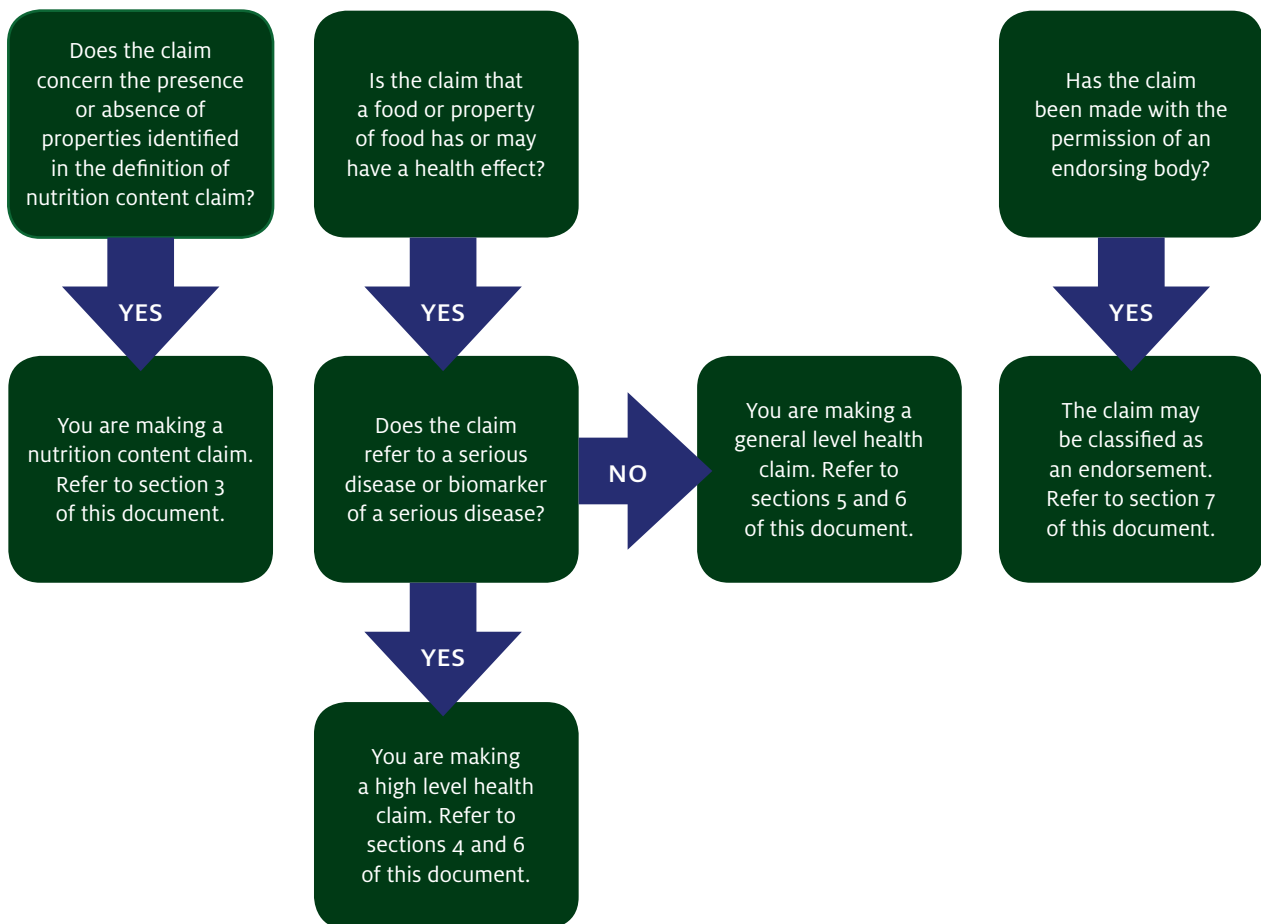 Does the claim
concern the presence
or absence of
properties identified
in the definition of
nutrition content claim?
Is the claim that
a food or property
of food has or may
have a health effect?
Has the claim
been made with the
permission of an
endorsing body?
YES
YES
YES
You are making a
nutrition content claim.
Refer to section 3
of this document.
Does the claim
refer to a serious
disease or biomarker
of a serious disease?
NO
You are making a
general level health
claim. Refer to
sections 5 and 6
of this document.
The claim may
be classified as
an endorsement.
Refer to section 7
of this document.
YES
You are making
a high level health
claim. Refer to
sections 4 and 6
of this document.